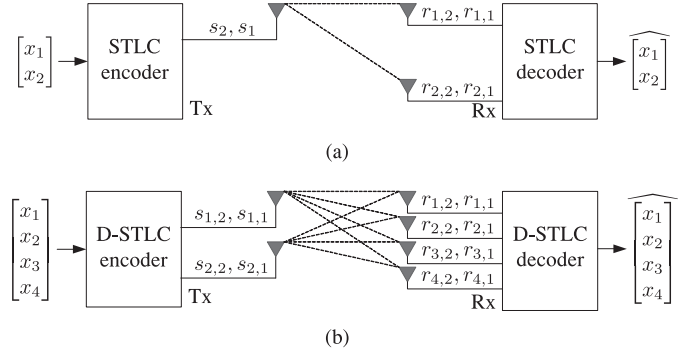 x₁ x₂
STLC encoder
s₂, s₁
Tx
r₁,₂, r₁,₁
r₂,₂, r₂,₁
Rx
STLC decoder
x₁ x₂
(a)
x₁ x₂ x₃ x₄
D-STLC encoder
s₁,₂, s₁,₁
s₂,₂, s₂,₁
Tx
r₁,₂, r₁,₁
r₂,₂, r₂,₁
r₃,₂, r₃,₁
r₄,₂, r₄,₁
Rx
D-STLC decoder
x₁ x₂ x₃ x₄
(b)